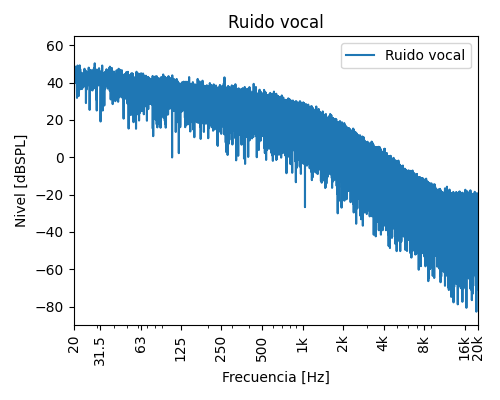 Ruido vocal
Ruido vocal
Nivel [dBSPL]
60
40
20
0
−20
−40
−60
−80
20
31.5
63
125
250
500
1k
2k
4k
8k
16k
20k
Frecuencia [Hz]